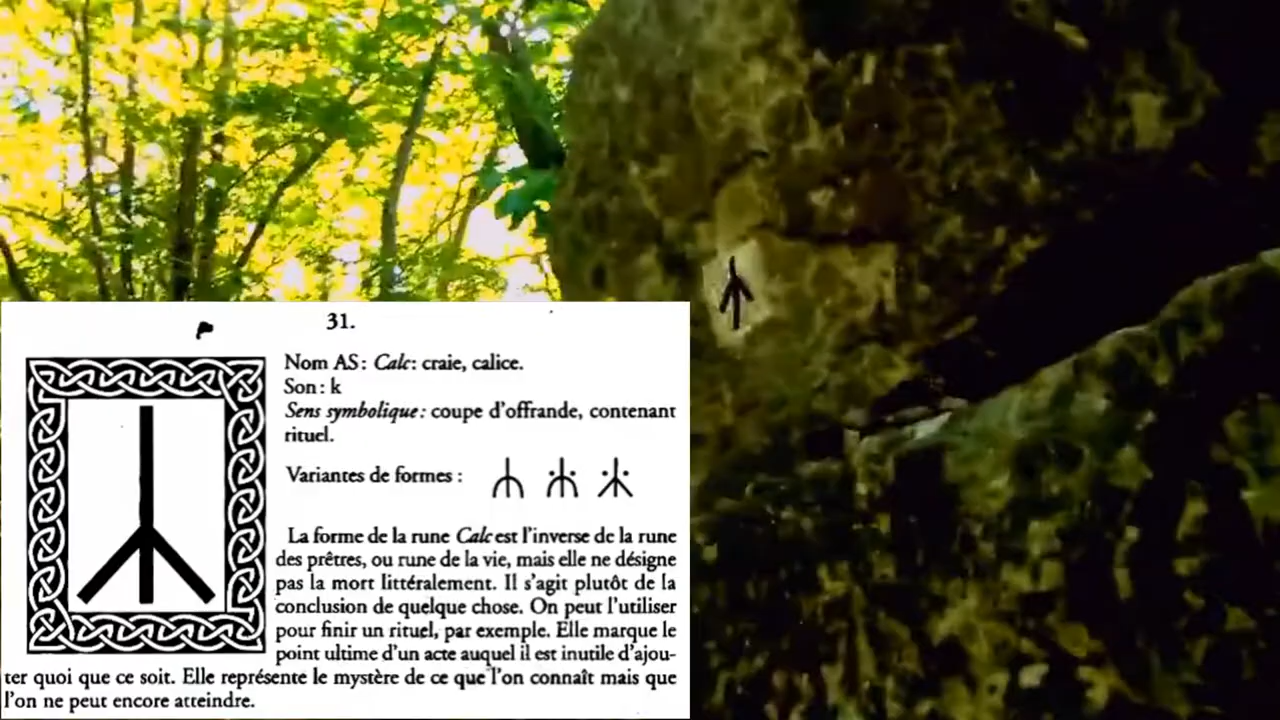 31.
Nom AS : Calc : craie, calice.
Son : k
Sens symbolique : coupe d'offrande, contenant
rituel.
Variantes de formes :
La forme de la rune Calc est l'inverse de la rune
des prêtres, ou rune de la vie, mais elle ne désigne
pas la mort littéralement. Il s'agit plutôt de la
conclusion de quelque chose. On peut l'utiliser
pour finir un rituel, par exemple. Elle marque le
point ultime d'un acte auquel il est inutile d'ajou-
ter quoi que ce soit. Elle représente le mystère de ce que l'on connaît mais que
l'on ne peut encore atteindre.